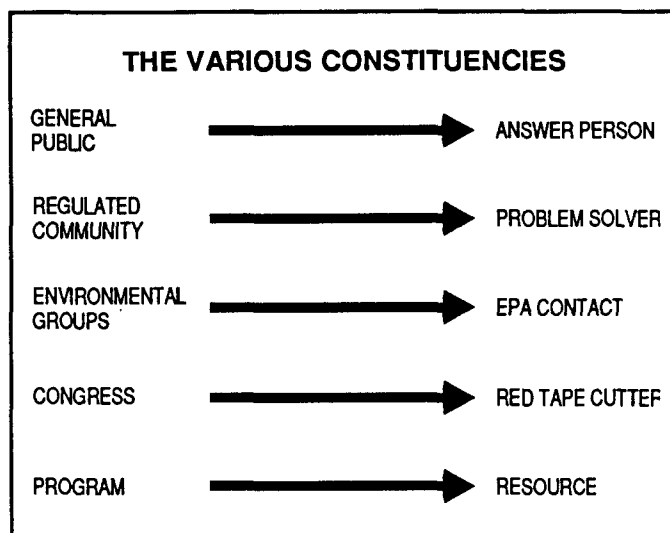 THE VARIOUS CONSTITUENCIES
GENERAL
PUBLIC
ANSWER PERSON
REGULATED
COMMUNITY
PROBLEM SOLVER
ENVIRONMENTAL
GROUPS
EPA CONTACT
CONGRESS
RED TAPE CUTTER
PROGRAM
RESOURCE